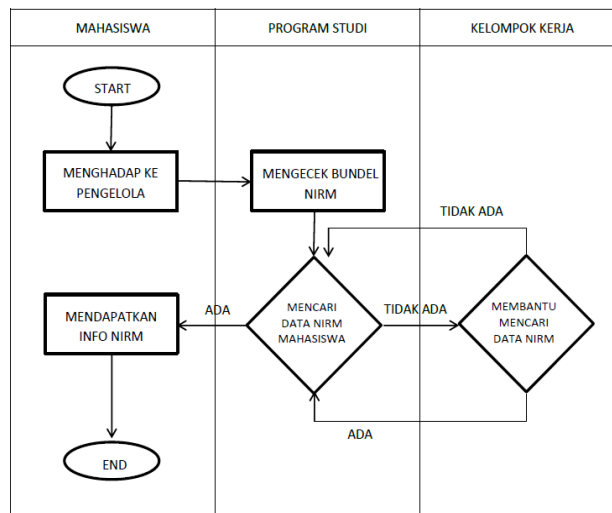 MAHASISWA
PROGRAM STUDI
KELOMPOK KERJA
START
MENGHADAP KE
PENGELOLA
MENGECEK BUNDEL
NIRM
TIDAK ADA
MENDAPATKAN
INFO NIRM
ADA
MENCARI
DATA NIRM
MAHASISWA
TIDAK ADA
MEMBANTU
MENCARI
DATA NIRM
ADA
END